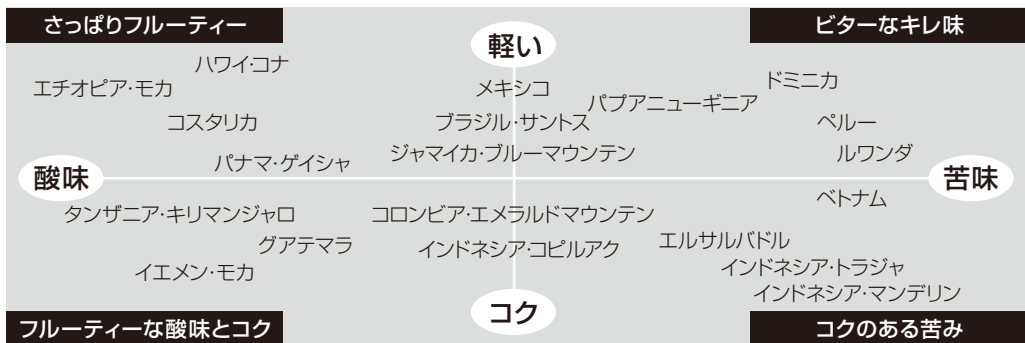 さっぱりフルーティー
ビターなキレ味
軽い
ハワイ・コナ
エチオピア・モカ
メキシコ
ドミニカ
パプアニューギニア
コスタリカ
ブラジル・サントス
ペルー
パナマ・ゲイシャ
ジャマイカ・ブルーマウンテン
ルワンダ
酸味
苦味
ベトナム
タンザニア・キリマンジャロ
コロンビア・エメラルドマウンテン
グアテマラ
インドネシア・コピルアク
エルサルバドル
イエメン・モカ
インドネシア・トラジャ
インドネシア・マンデリン
コク
フルーティーな酸味とコク
コクのある苦み